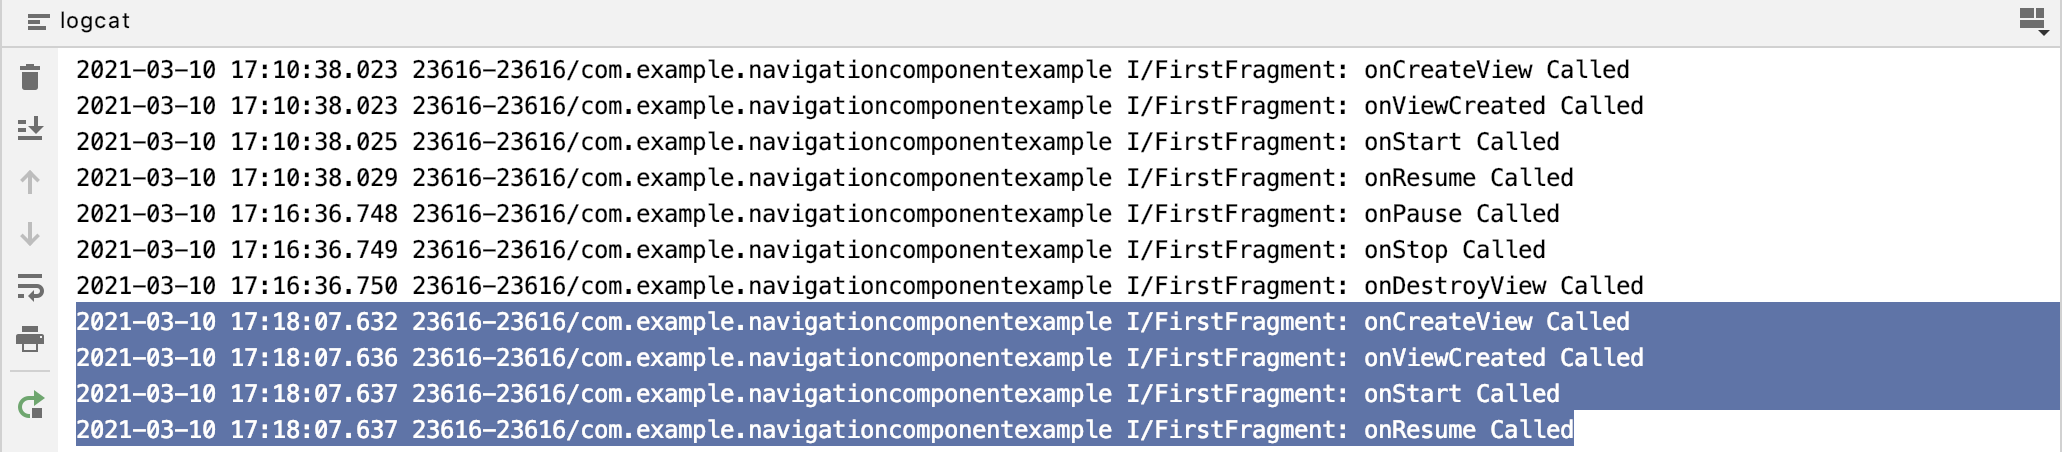 logcat
2021-03-10 17:10:38.023 23616-23616/com.example.navigationcomponentexample I/FirstFragment: onCreateView Called
2021-03-10 17:10:38.023 23616-23616/com.example.navigationcomponentexample I/FirstFragment: onViewCreated Called
2021-03-10 17:10:38.025 23616-23616/com.example.navigationcomponentexample I/FirstFragment: onStart Called
2021-03-10 17:10:38.029 23616-23616/com.example.navigationcomponentexample I/FirstFragment: onResume Called
2021-03-10 17:16:36.748 23616-23616/com.example.navigationcomponentexample I/FirstFragment: onPause Called
2021-03-10 17:16:36.749 23616-23616/com.example.navigationcomponentexample I/FirstFragment: onStop Called
2021-03-10 17:16:36.750 23616-23616/com.example.navigationcomponentexample I/FirstFragment: onDestroyView Called
2021-03-10 17:18:07.632 23616-23616/com.example.navigationcomponentexample I/FirstFragment: onCreateView Called
2021-03-10 17:18:07.636 23616-23616/com.example.navigationcomponentexample I/FirstFragment: onViewCreated Called
2021-03-10 17:18:07.637 23616-23616/com.example.navigationcomponentexample I/FirstFragment: onStart Called
2021-03-10 17:18:07.637 23616-23616/com.example.navigationcomponentexample I/FirstFragment: onResume Called